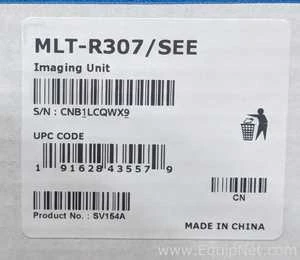 MLT-R307/SEE
Imaging Unit
S/N : CNB1LCQWX9
UPC CODE
1 91628 43557 9
CN
Product No. : SV154A
MADE IN CHINA
www.EquipNet.com